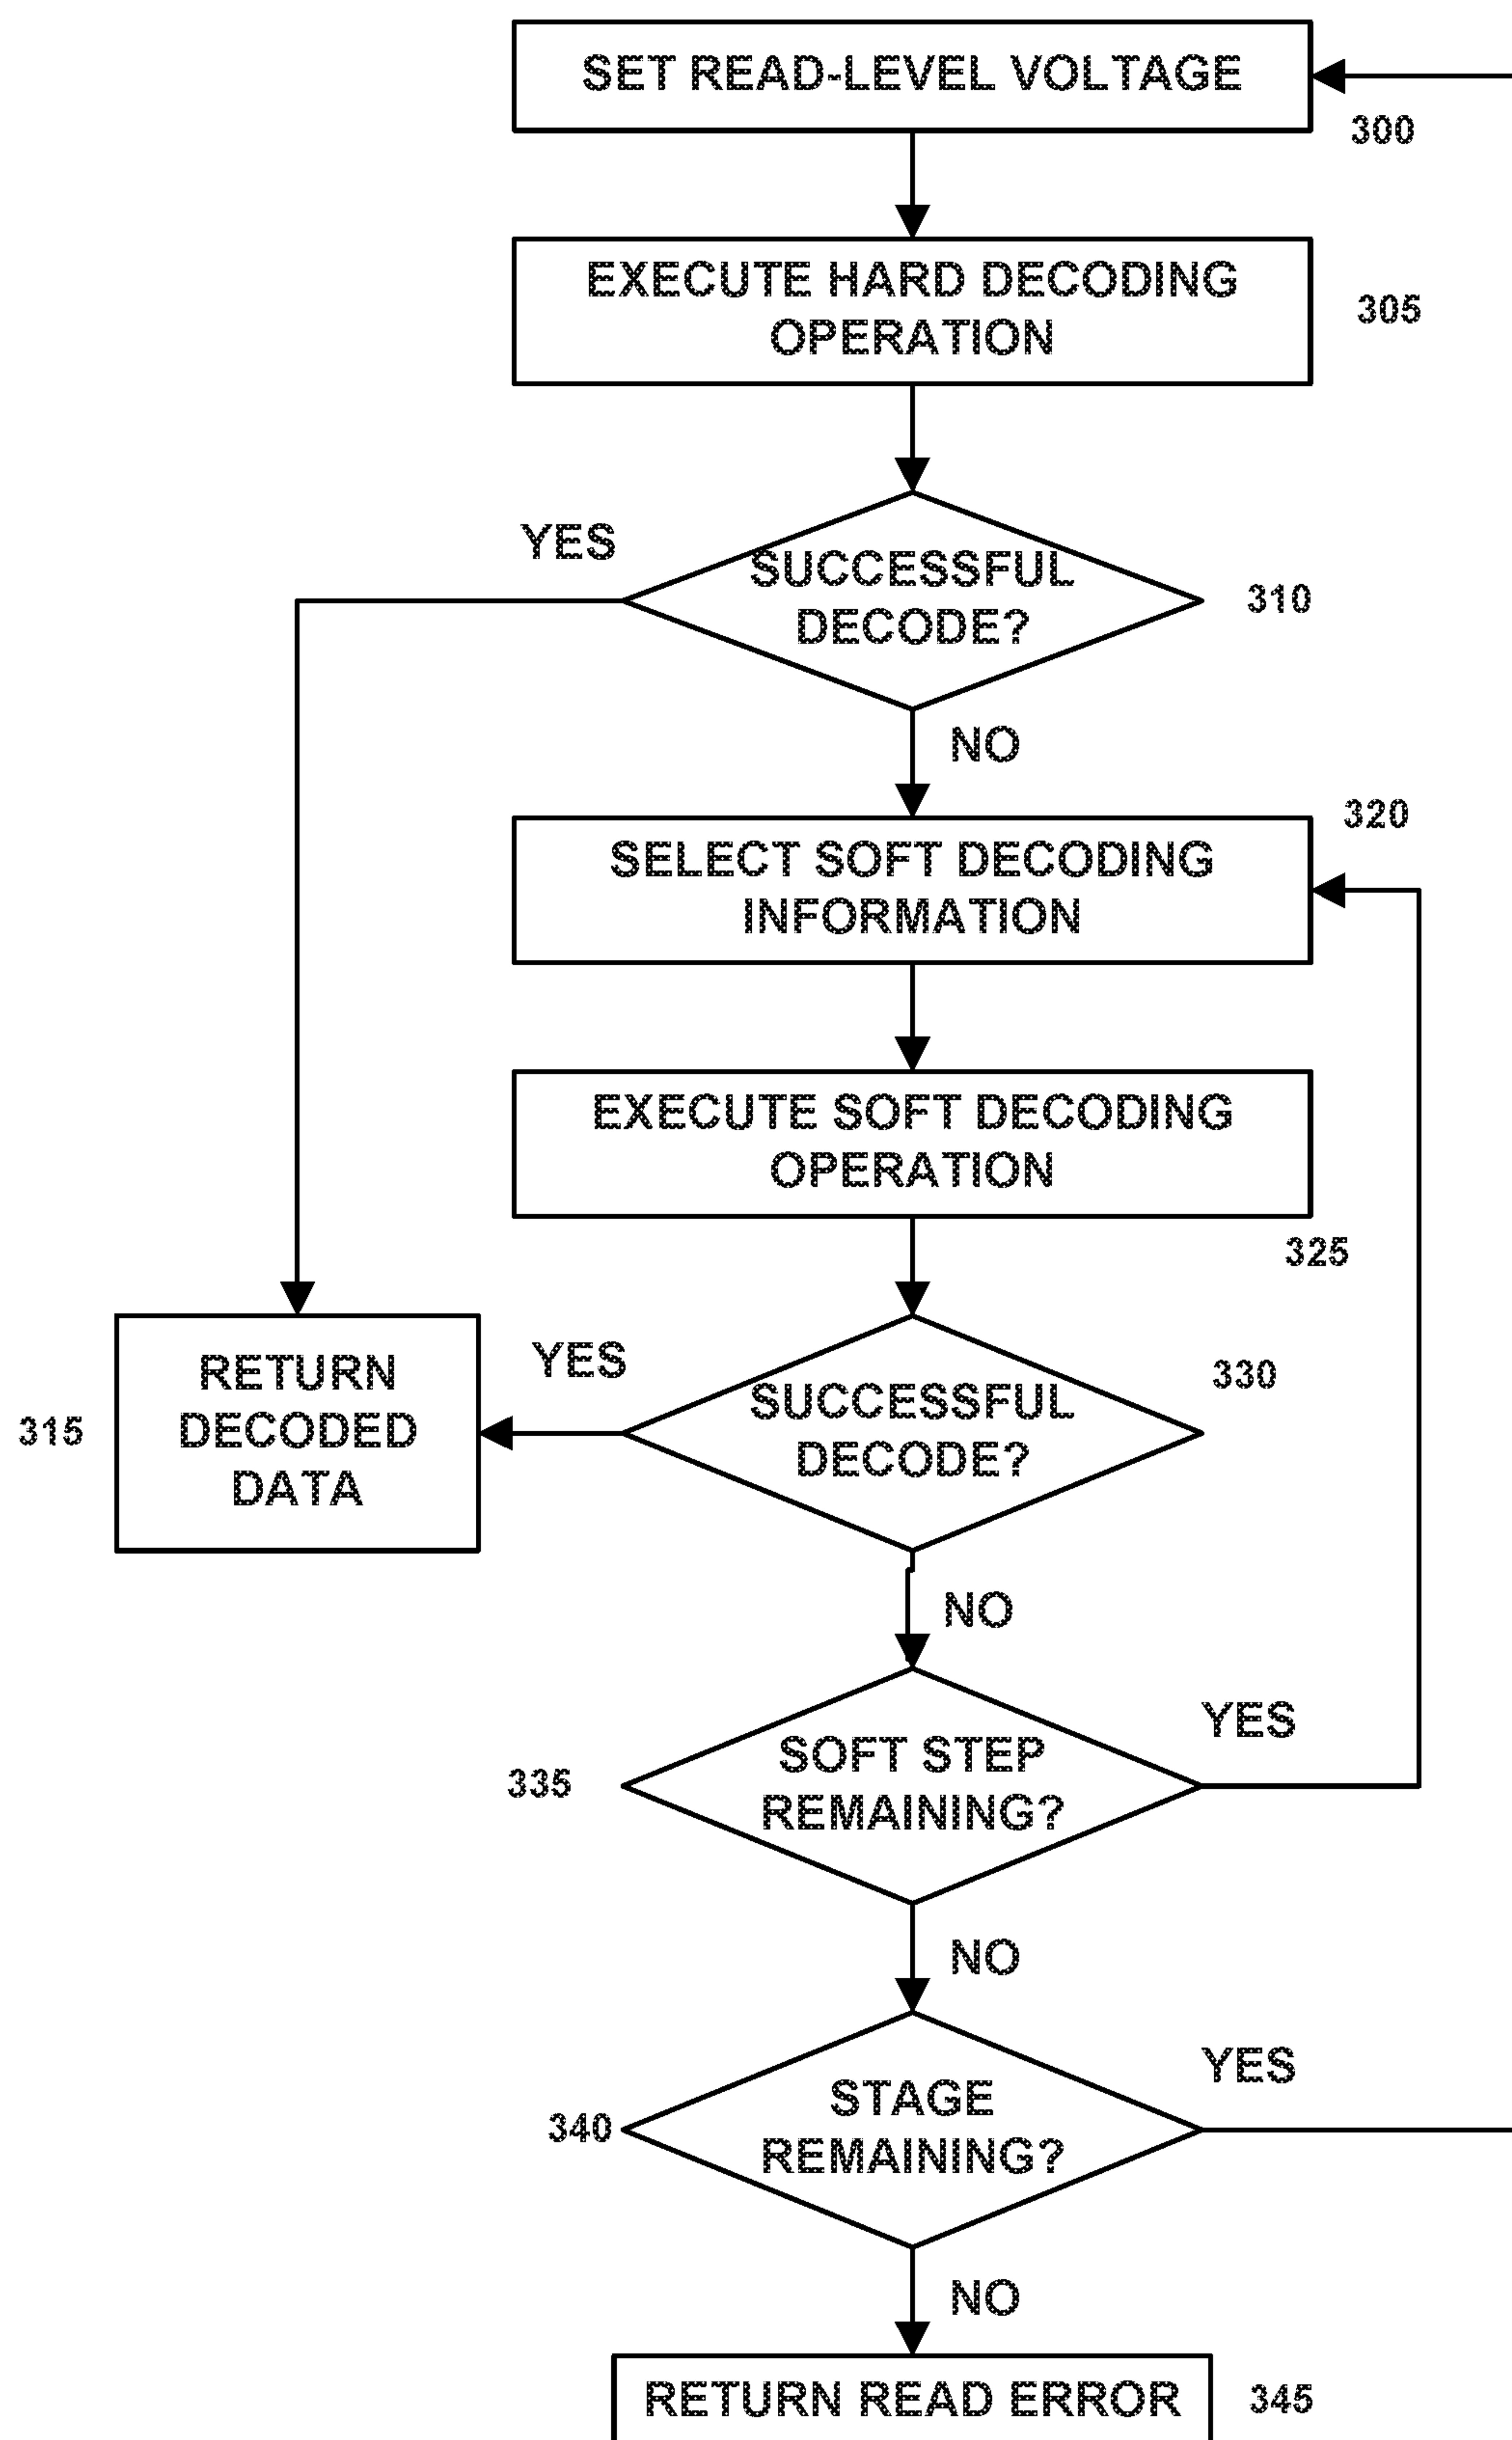 SET READ-LEVEL VOLTAGE
300
EXECUTE HARD DECODING
OPERATION
305
YES
SUCCESSFUL
DECODE?
310
NO
320
SELECT SOFT DECODING
INFORMATION
EXECUTE SOFT DECODING
OPERATION
325
RETURN
DECODED
DATA
315
YES
SUCCESSFUL
DECODE?
330
NO
SOFT STEP
REMAINING?
335
YES
NO
STAGE
REMAINING?
340
YES
NO
RETURN READ ERROR
345